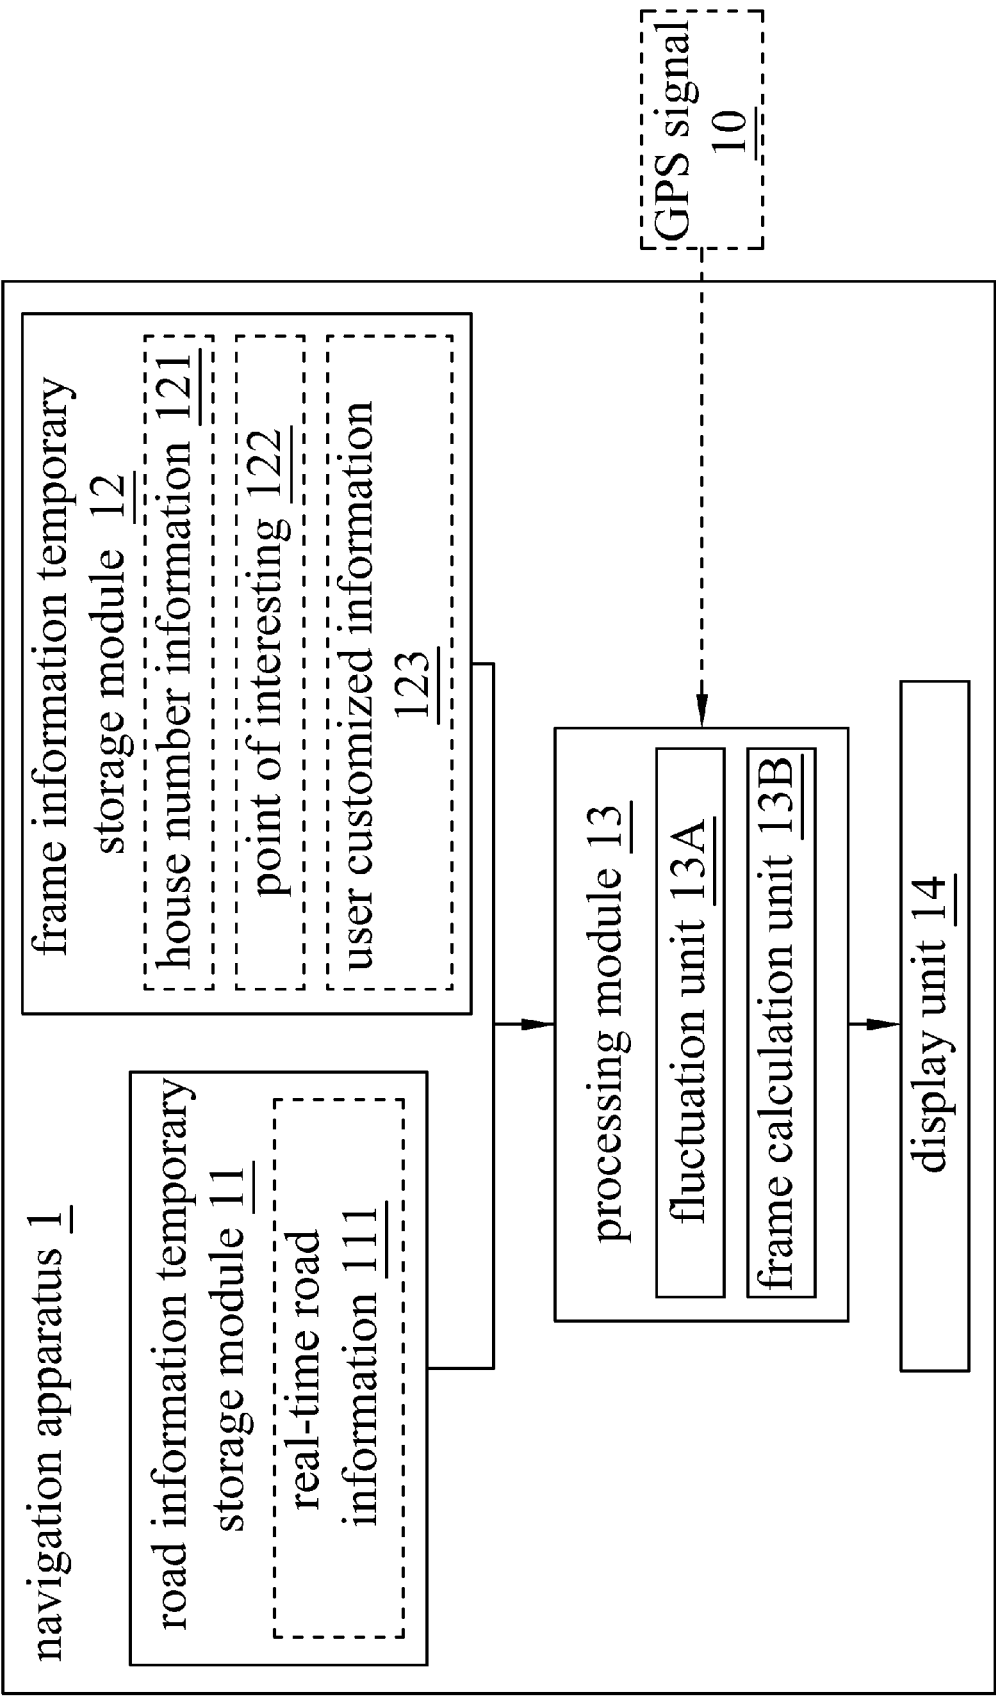 navigation apparatus 1
road information temporary
storage module 11
real-time road
information 111
frame information temporary
storage module 12
house number information 121
point of interesting 122
user customized information
123
processing module 13
fluctuation unit 13A
frame calculation unit 13B
display unit 14
GPS signal
10